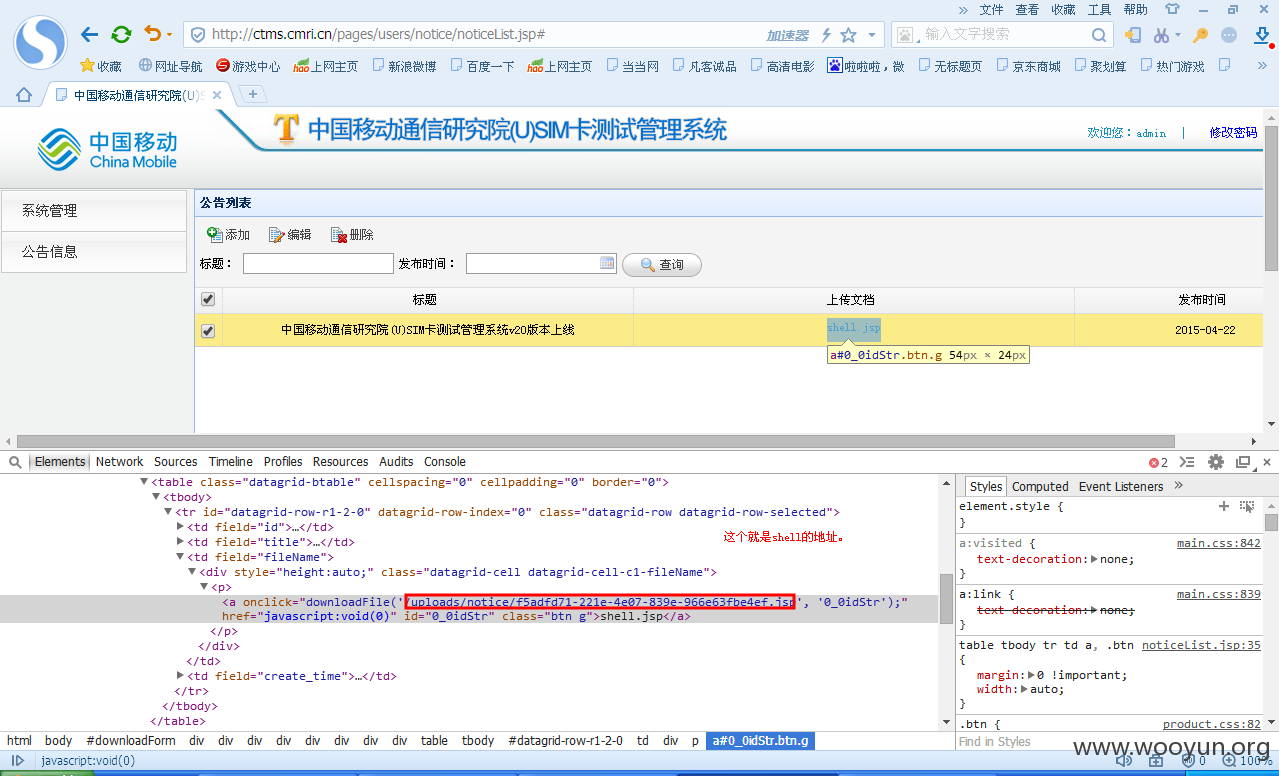 » 文件 查看 收藏 工具 帮助
http://ctms.cmri.cn/pages/users/notice/noticeList.jsp# 加速器 输入文字搜索
收藏 网址导航 游戏中心 hao 上网主页 新浪微博 百度一下 hao 上网主页 当当网 凡客诚品 高清电影 啦啦啦，微 无标题页 京东商城 聚划算 热门游戏 »
中国移动通信研究院(U)S
中国移动 China Mobile
T 中国移动通信研究院(U)SIM卡测试管理系统
欢迎您：admin | 修改密码
系统管理
公告信息
公告列表
添加 编辑 删除
标题： 发布时间： 查询
标题 上传文档 发布时间
中国移动通信研究院(U)SIM卡测试管理系统v20版本上线 shell.jsp 2015-04-22
a#0_0idStr.btn.g 54px × 24px
Elements Network Sources Timeline Profiles Resources Audits Console 2
<table class="datagrid-btable" cellspacing="0" cellpadding="0" border="0">
<tbody>
<tr id="datagrid-row-r1-2-0" datagrid-row-index="0" class="datagrid-row datagrid-row-selected">
<td field="id">…</td>
<td field="title">…</td>
<td field="fileName">
<div style="height:auto;" class="datagrid-cell datagrid-cell-c1-fileName">
<p>
<a onclick="downloadFile('/uploads/notice/f5adfd71-221e-4e07-839e-966e63fbe4ef.jsp', '0_0idStr');"
href="javascript:void(0)" id="0_0idStr" class="btn g">shell.jsp</a>
</p>
</div>
</td>
<td field="create_time">…</td>
</tr>
</tbody>
</table>
这个就是shell的地址。
Styles Computed Event Listeners »
element.style {
}
a:visited { main.css:842
text-decoration: none;
}
a:link { main.css:839
text-decoration: none;
}
table tbody tr td a, .btn noticeList.jsp:35
{
margin: 0 !important;
width: auto;
}
.btn { product.css:82
Find in Styles
html body #downloadForm div div div div div div div div table tbody #datagrid-row-r1-2-0 td div p a#0_0idStr.btn.g
javascript:void(0)
0 100%
www.wooyun.org